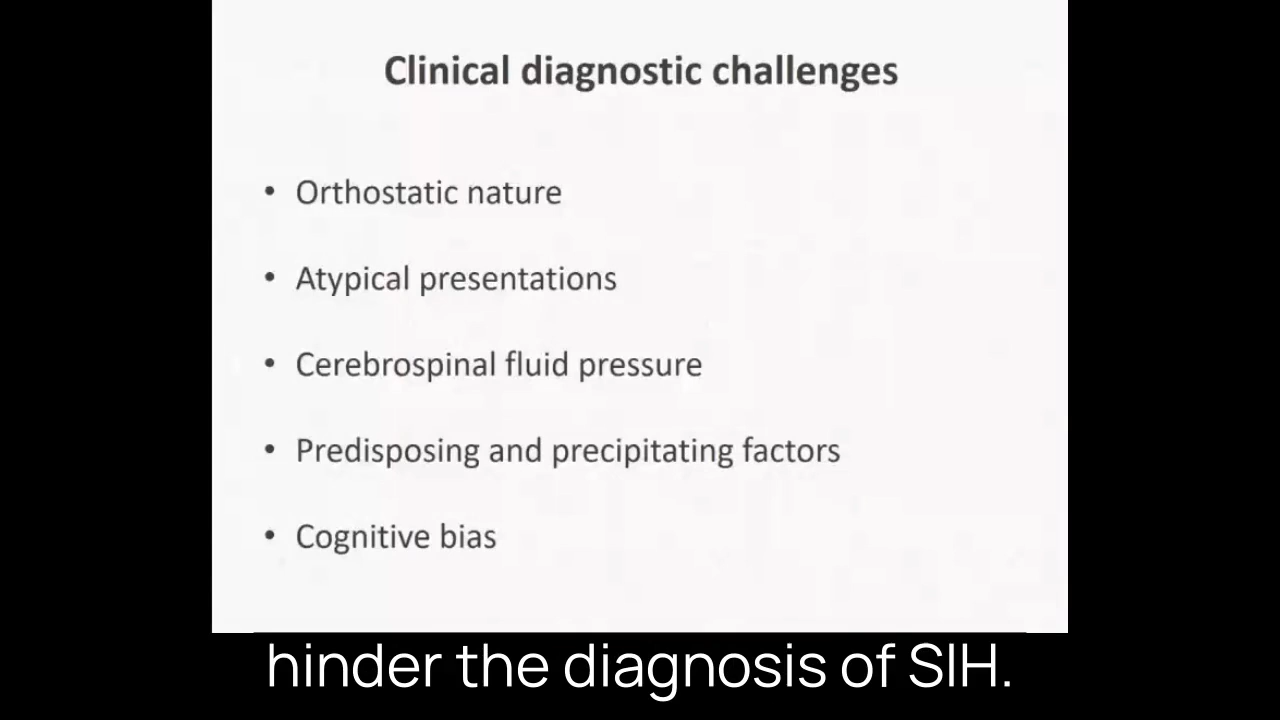 Clinical diagnostic challenges
• Orthostatic nature
• Atypical presentations
• Cerebrospinal fluid pressure
• Predisposing and precipitating factors
• Cognitive bias
hinder the diagnosis of SIH.